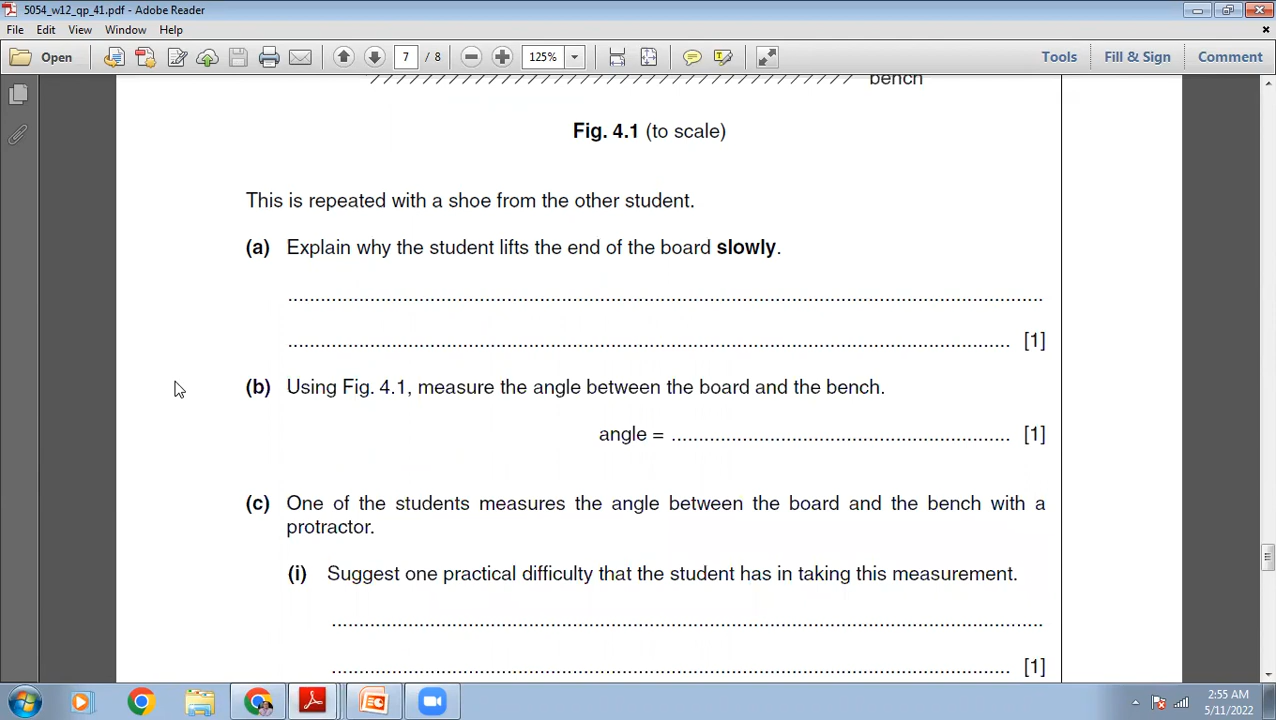 5054_w12_qp_41.pdf - Adobe Reader
File Edit View Window Help
Open 7 / 8 125% Tools Fill & Sign Comment
bench
Fig. 4.1 (to scale)
This is repeated with a shoe from the other student.
(a) Explain why the student lifts the end of the board slowly.
..........................................................................................................................................
.................................................................................................................................... [1]
(b) Using Fig. 4.1, measure the angle between the board and the bench.
angle = .............................................................. [1]
(c) One of the students measures the angle between the board and the bench with a
protractor.
(i) Suggest one practical difficulty that the student has in taking this measurement.
..................................................................................................................................
............................................................................................................................ [1]
2:55 AM
5/11/2022